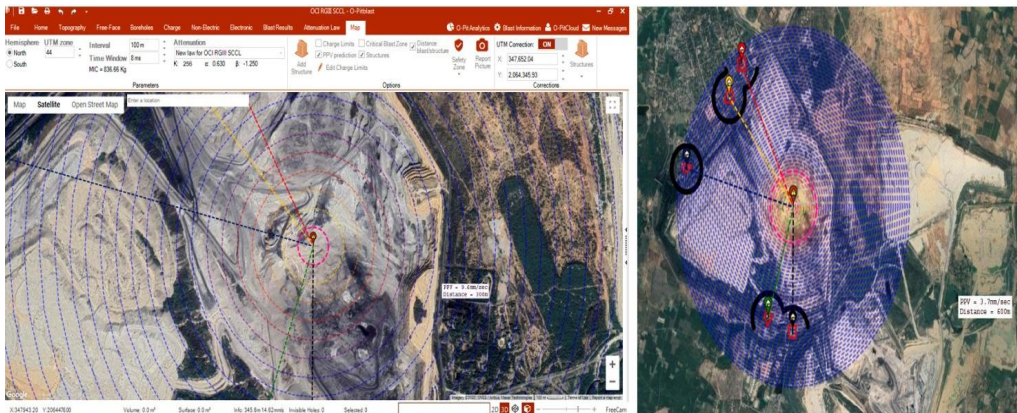 OCI RGIII SCCL - O-Pitblast
File Home Topography Free-Face Boreholes Charge Non-Electric Electronic Blast Results Attenuation Law Map O-PitAnalytics Blast Information O-PitCloud New Messages
Hemisphere UTM zone Interval 100 m Attenuation Charge Limits Critical Blast Zone Distance blast/structure UTM Correction: ON
North 44 Time Window 8 ms New law for OCI RGIII SCCL PPV prediction Structures X: 347,652.04
South MIC = 836.66 Kg K 256 α: 0.630 β: -1.250 Edit Charge Limits Y: 2,064,345.93
Add Structure Safety Zone Report Picture Structures
Parameters Options Corrections
Map Satellite Open Street Map Enter a location
Distance = 300m
PPV = 3.7mm/sec
Distance = 600m
Google
Volume: 0.0 m³ Surface: 0.0 m² Invisible Holes: 0 Selected: 0 2D 3D FreeCam